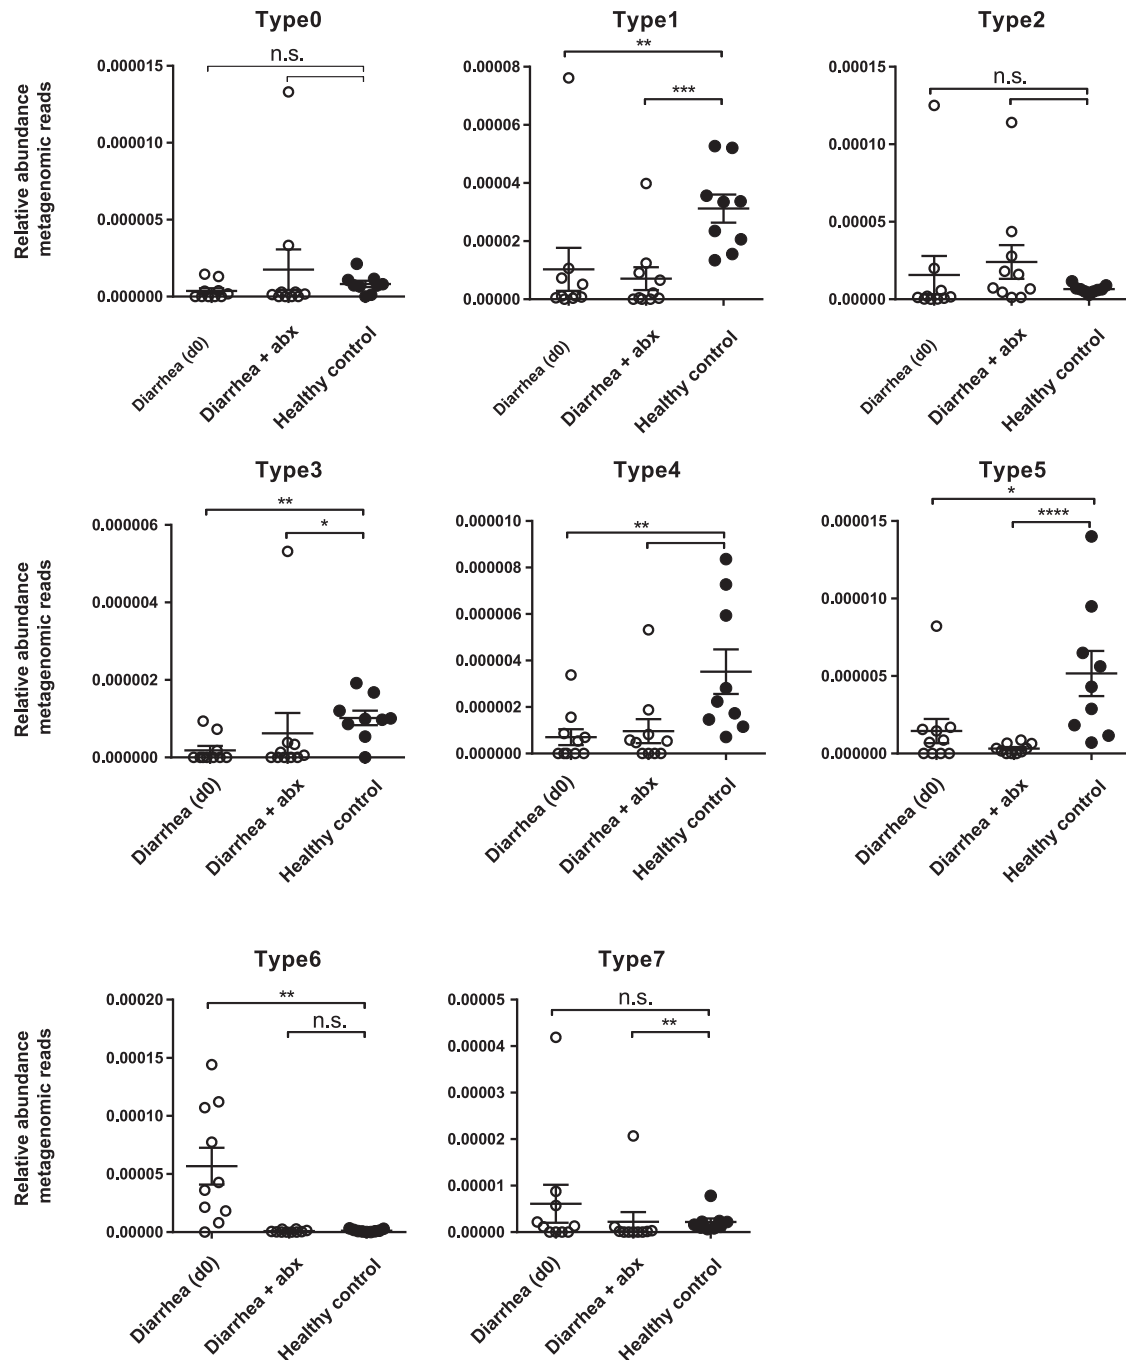 Type0
Type1
Type2
Relative abundance
metagenomic reads
n.s.
0.000015
0.000010
0.000005
0.000000
Diarrhea (d0)
Diarrhea + abx
Healthy control
**
***
0.00008
0.00006
0.00004
0.00002
0.00000
Diarrhea (d0)
Diarrhea + abx
Healthy control
n.s.
0.00015
0.00010
0.00005
0.00000
Diarrhea (d0)
Diarrhea + abx
Healthy control
Type3
Type4
Type5
Relative abundance
metagenomic reads
**
*
0.000006
0.000004
0.000002
0.000000
Diarrhea (d0)
Diarrhea + abx
Healthy control
**
0.000010
0.000008
0.000006
0.000004
0.000002
0.000000
Diarrhea (d0)
Diarrhea + abx
Healthy control
*
****
0.000015
0.000010
0.000005
0.000000
Diarrhea (d0)
Diarrhea + abx
Healthy control
Type6
Type7
Relative abundance
metagenomic reads
**
n.s.
0.00020
0.00015
0.00010
0.00005
0.00000
Diarrhea (d0)
Diarrhea + abx
Healthy control
n.s.
**
0.00005
0.00004
0.00003
0.00002
0.00001
0.00000
Diarrhea (d0)
Diarrhea + abx
Healthy control